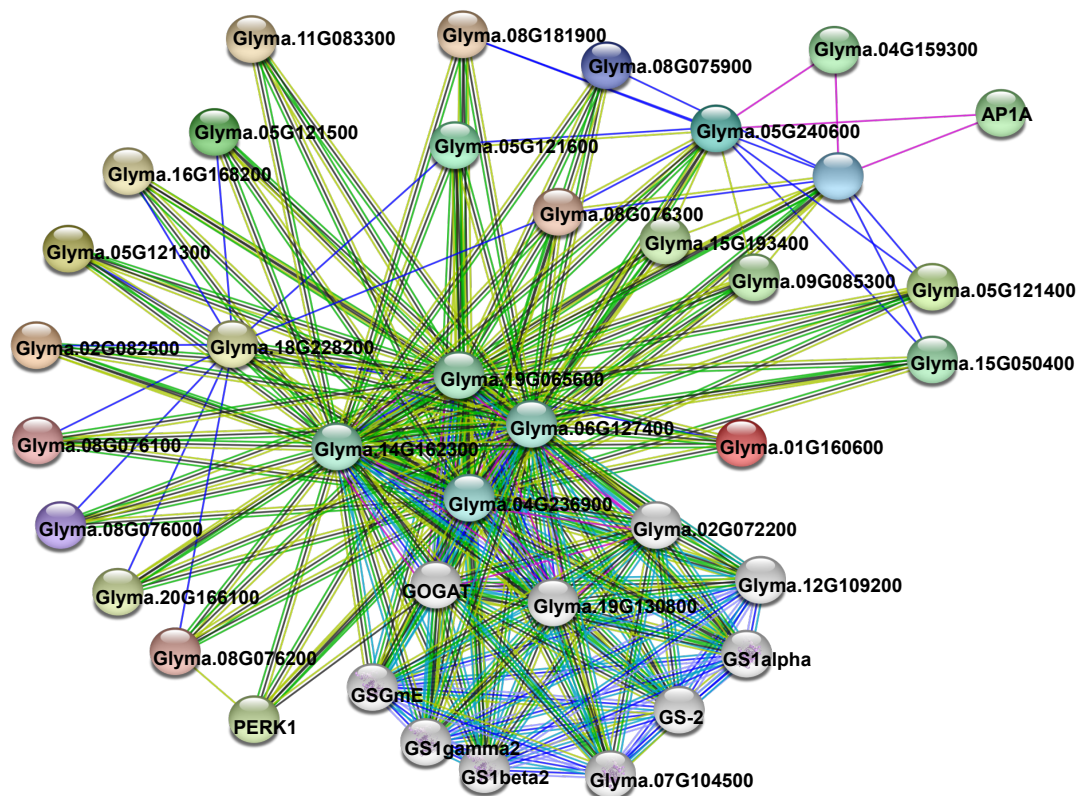 Glyma.11G083300
Glyma.08G181900
Glyma.04G159300
Glyma.08G075900
AP1A
Glyma.05G121500
Glyma.05G240600
Glyma.05G121600
Glyma.16G168200
Glyma.08G076300
Glyma.15G193400
Glyma.05G121300
Glyma.09G085300
Glyma.05G121400
Glyma.02G082500
Glyma.18G228200
Glyma.15G050400
Glyma.19G065600
Glyma.06G127400
Glyma.08G076100
Glyma.14G162300
Glyma.01G160600
Glyma.04G236900
Glyma.08G076000
Glyma.02G072200
Glyma.12G109200
Glyma.20G166100
GOGAT
Glyma.19G130800
Glyma.08G076200
GS1alpha
GSGmE
GS-2
PERK1
GS1gamma2
GS1beta2
Glyma.07G104500